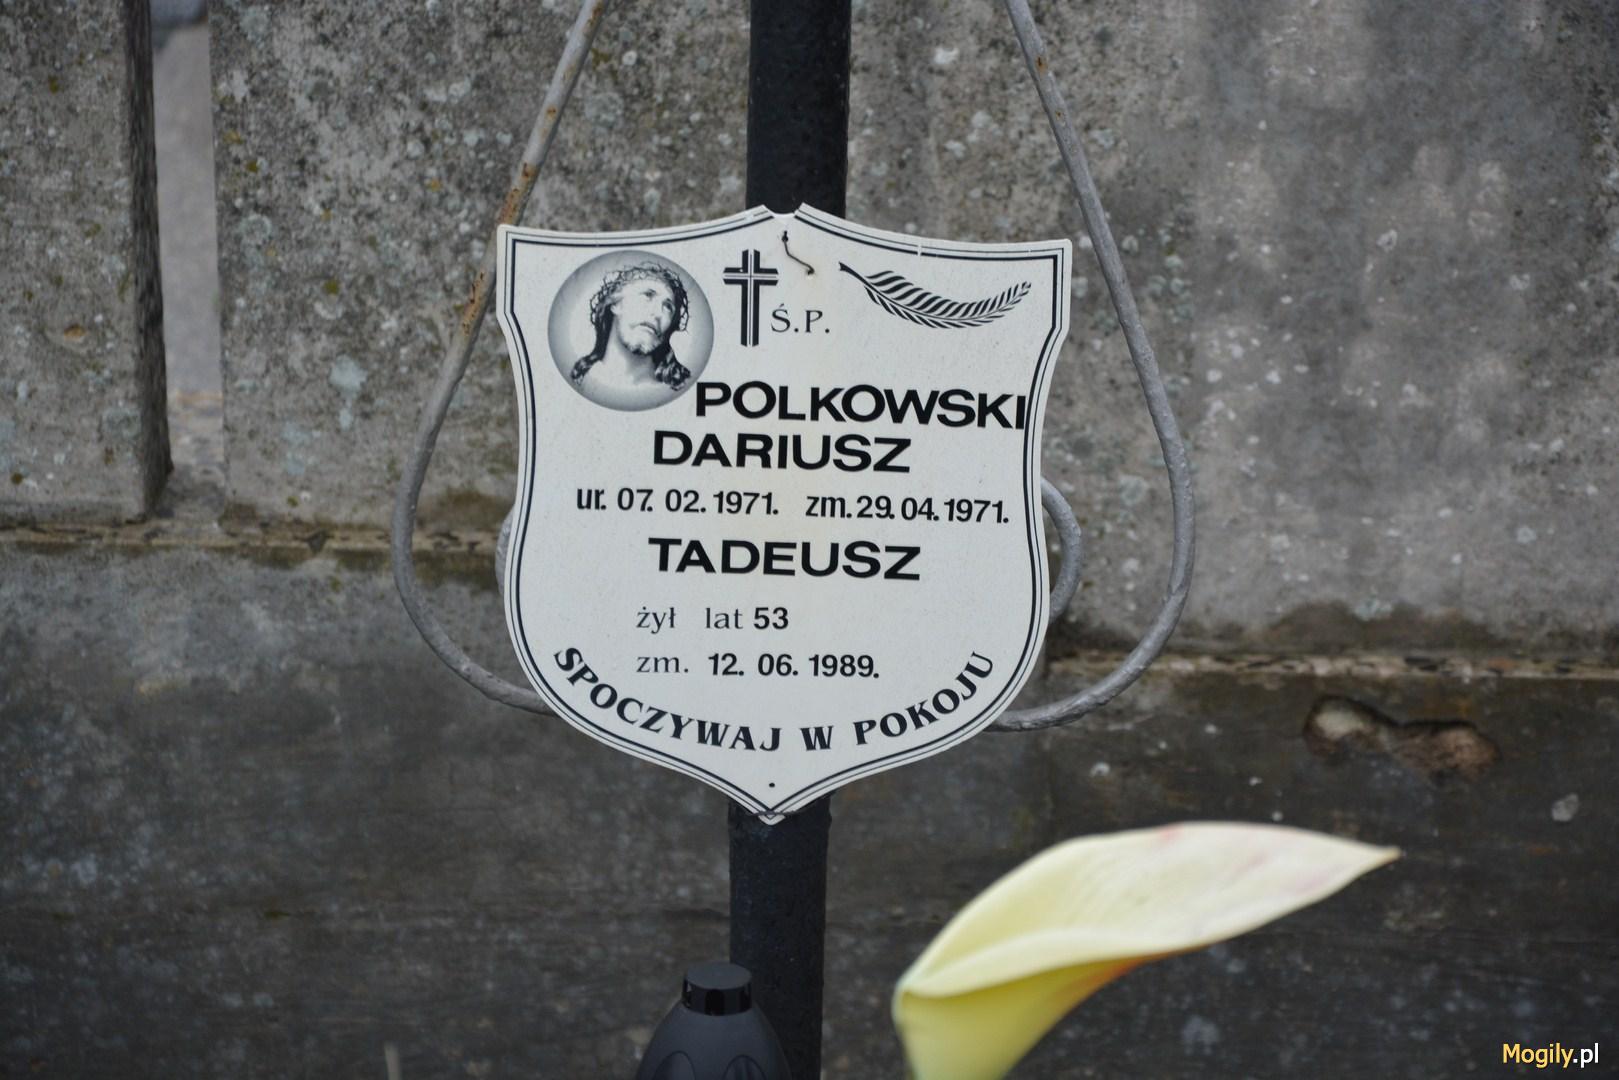 Ś.P.
POLKOWSKI
DARIUSZ
ur. 07. 02. 1971. zm. 29. 04. 1971.
TADEUSZ
żył lat 53
zm. 12. 06. 1989.
SPOCZYWAJ W POKOJU
Mogily.pl